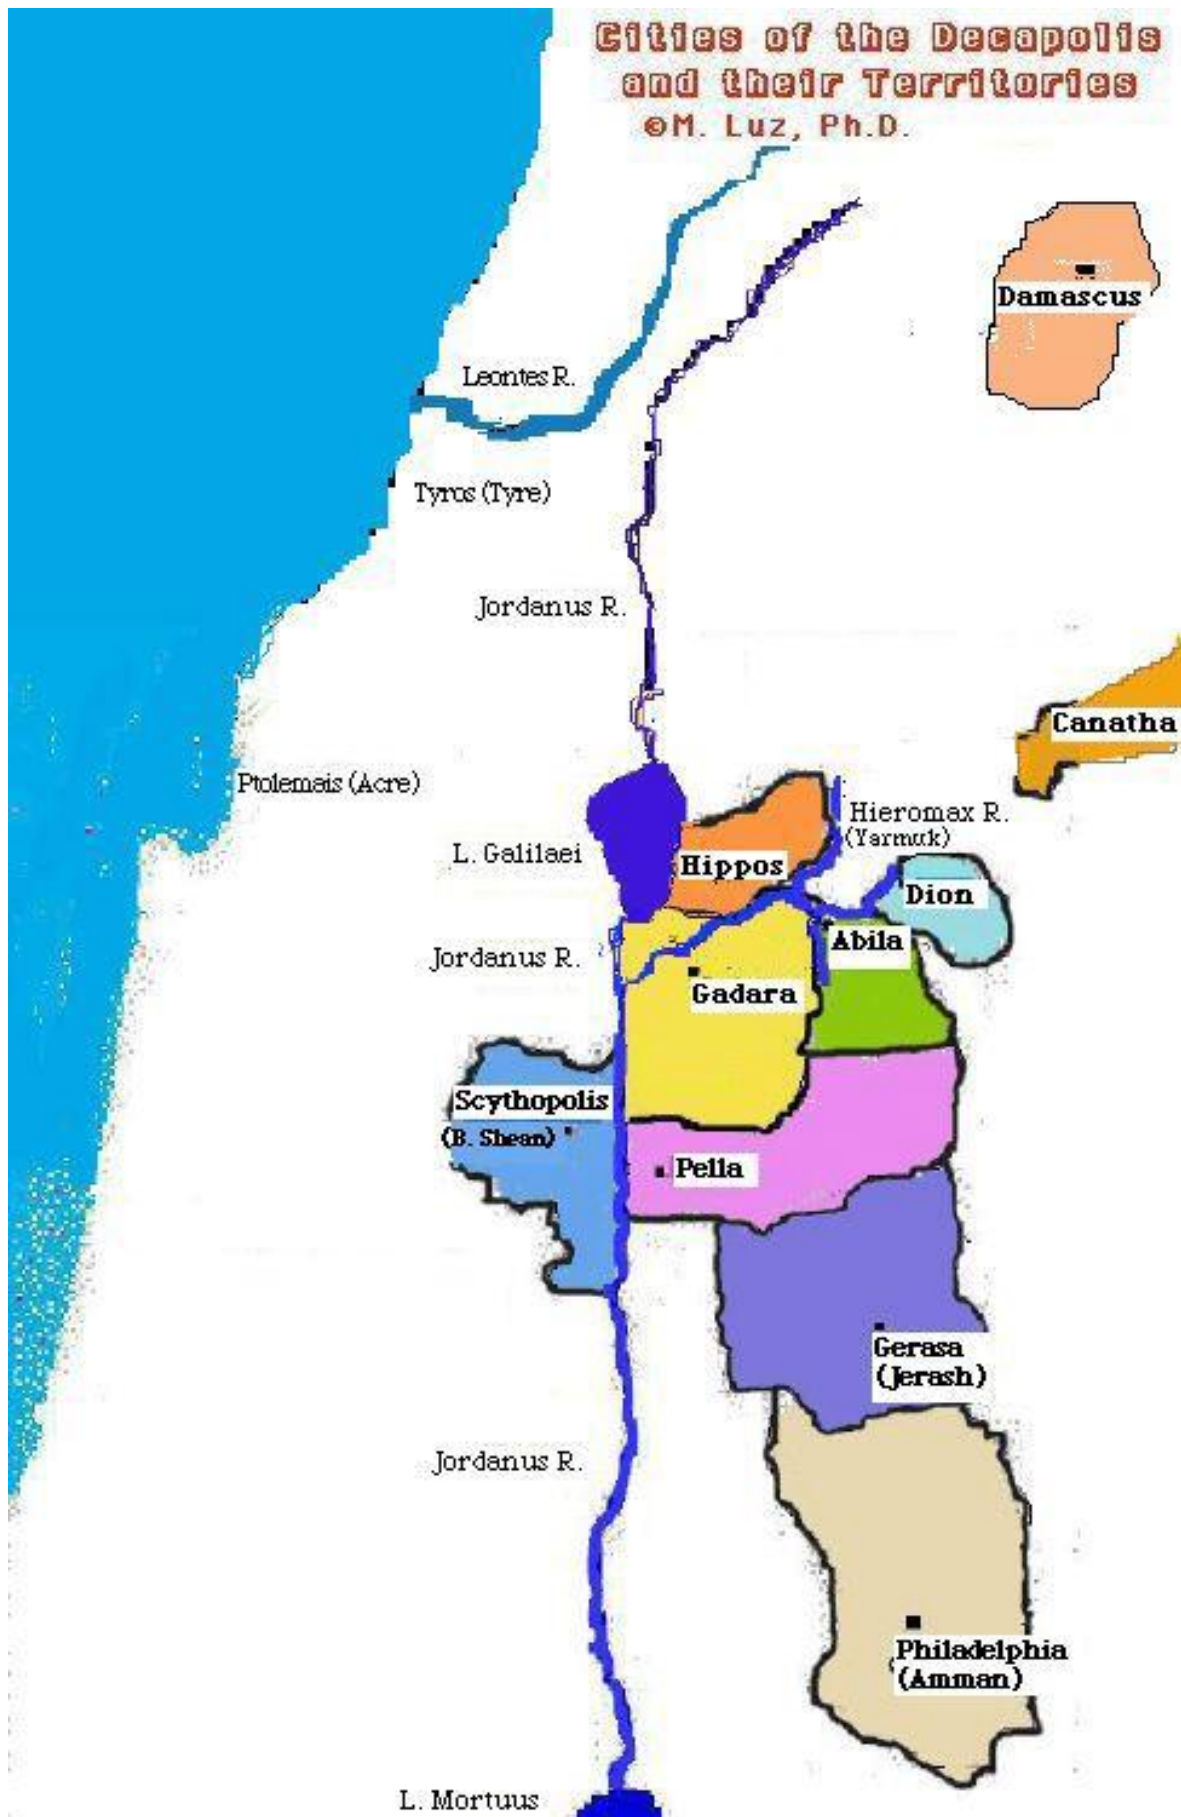 Cities of the Decapolis
and their Territories
©M. Luz, Ph.D.
Damascus
Leontes R.
Tyros (Tyre)
Jordanus R.
Canatha
Ptolemais (Acre)
Hieromax R.
(Yarmuk)
L. Galilaei
Hippos
Dion
Abila
Jordanus R.
Gadara
Scythopolis
(B. Shean)
Pella
Gerasa
(Jerash)
Jordanus R.
Philadelphia
(Amman)
L. Mortuus